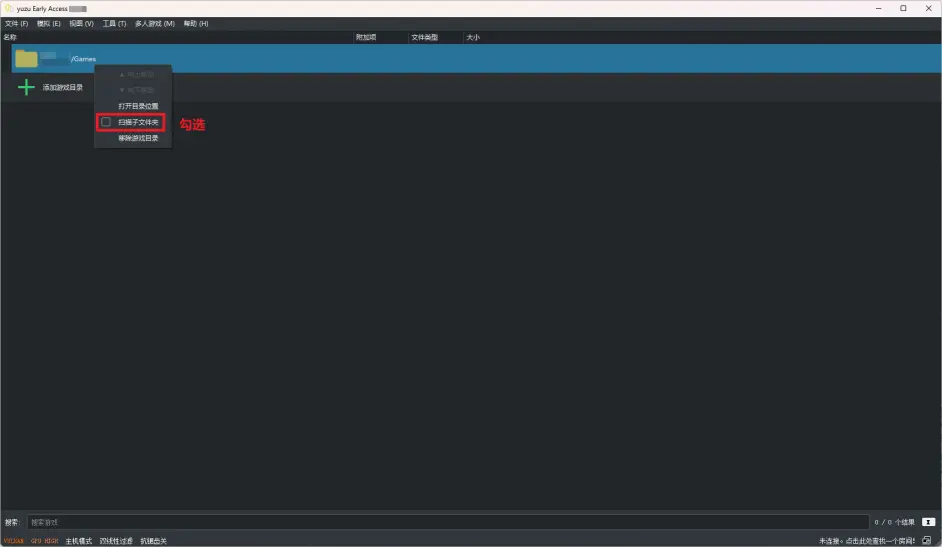 yuzu Early Access
文件 (F) 模拟 (E) 视图 (V) 工具 (T) 多人游戏 (M) 帮助 (H)
名称 附加项 文件类型 大小
/Games
▲ 向上移动
▼ 向下移动
添加游戏目录
打开目录位置
扫描子文件夹 勾选
移除游戏目录
搜索: 搜索游戏 0 / 0 个结果 X
VULKAN GPU HIGH 主机模式 双线性过滤 抗锯齿关 未连接。点击此处查找一个房间!